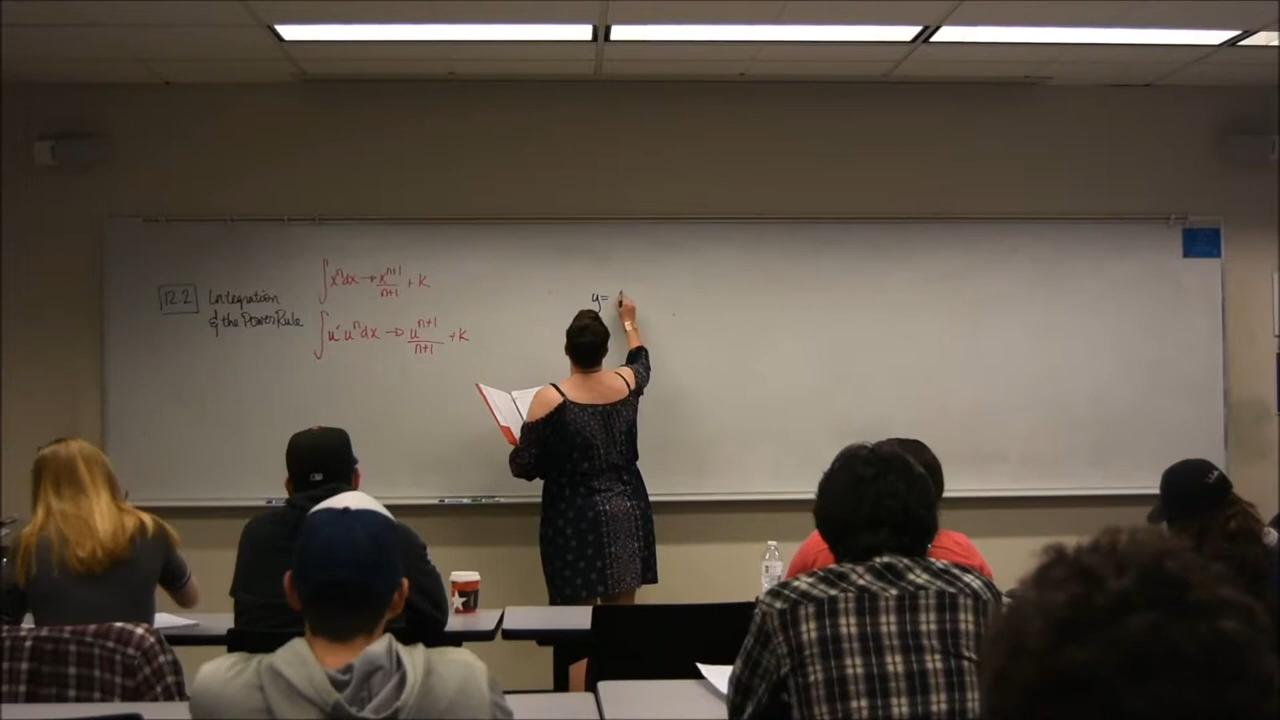 12.2 Integration
& the Power Rule
∫xⁿdx → xⁿ⁺¹/n+1 + K
∫u'uⁿdx → uⁿ⁺¹/n+1 + K
y=